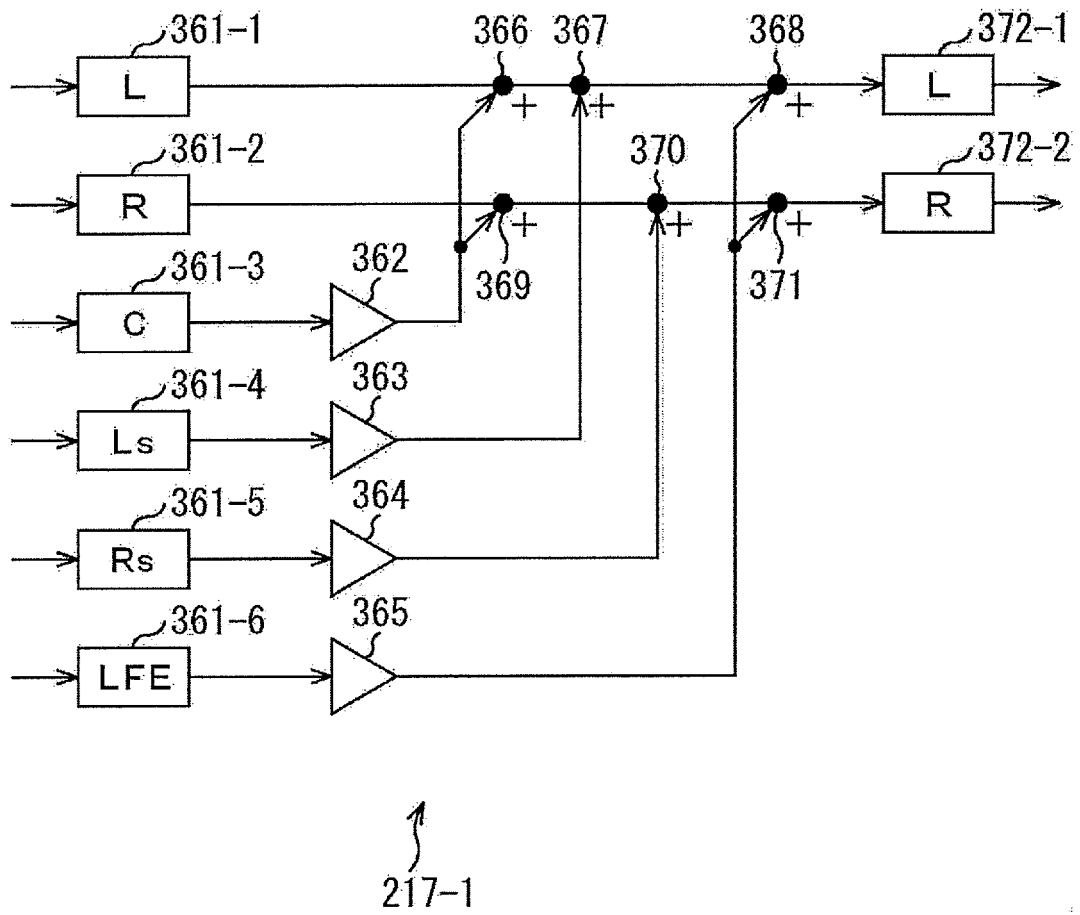 361-1 366 367 368 372-1
L + + + L
361-2 370 372-2
R + + + R
361-3 362 369 371
C
361-4 363
Ls
361-5 364
Rs
361-6 365
LFE
217-1